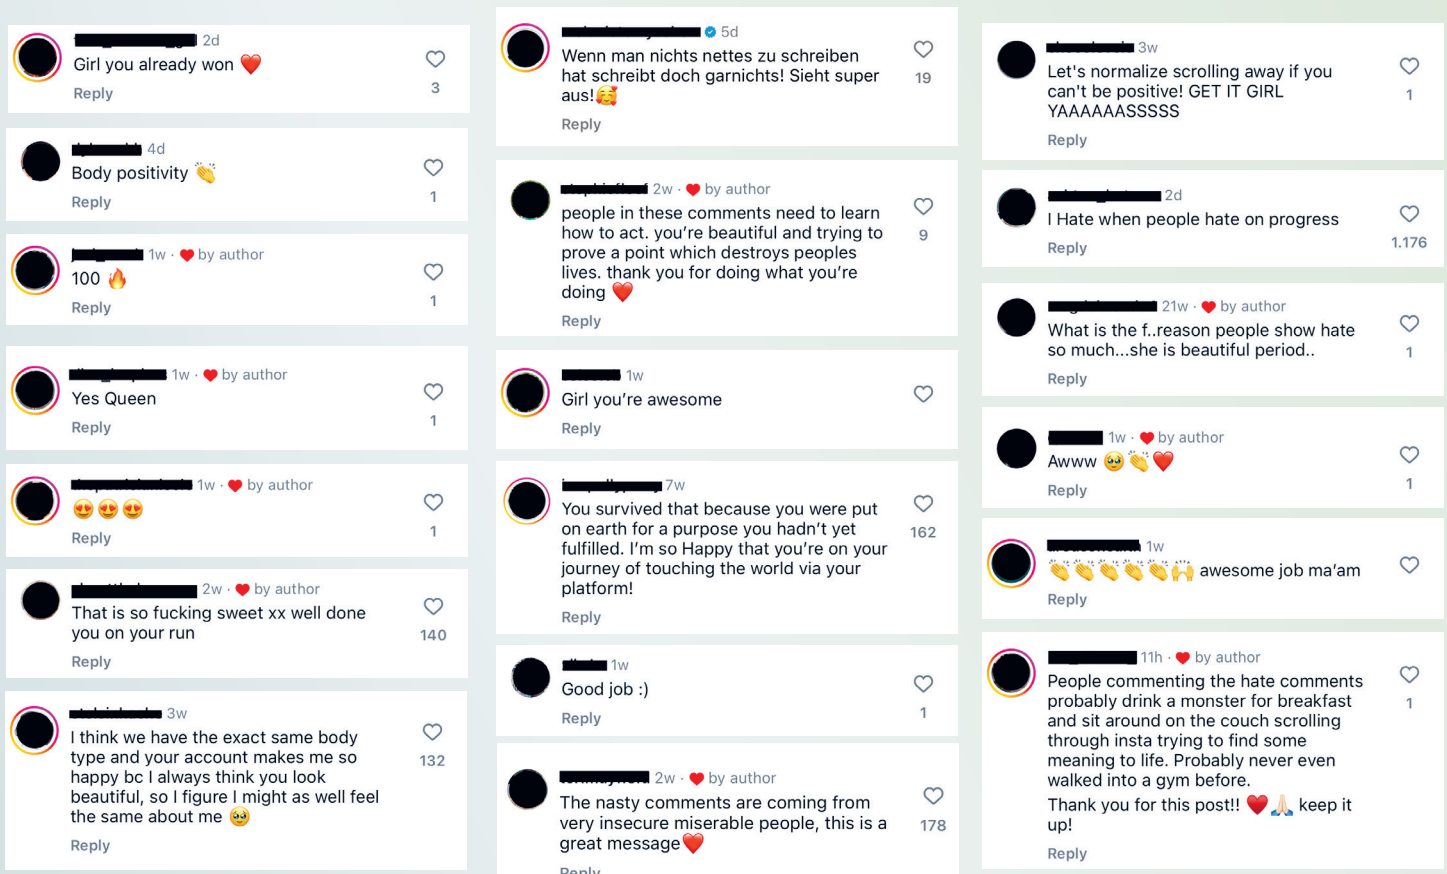 2d
Girl you already won ❤️
Reply
3
4d
Body positivity 👏
Reply
1
1w · ❤️ by author
100 🔥
Reply
1
1w · ❤️ by author
Yes Queen
Reply
1
1w · ❤️ by author
😍😍😍
Reply
1
2w · ❤️ by author
That is so fucking sweet xx well done
you on your run
Reply
140
3w
I think we have the exact same body
type and your account makes me so
happy bc I always think you look
beautiful, so I figure I might as well feel
the same about me 🥹
Reply
132
5d
Wenn man nichts nettes zu schreiben
hat schreibt doch garnichts! Sieht super
aus!🥰
Reply
19
2w · ❤️ by author
people in these comments need to learn
how to act. you’re beautiful and trying to
prove a point which destroys peoples
lives. thank you for doing what you’re
doing ❤️
Reply
9
1w
Girl you’re awesome
Reply
7w
You survived that because you were put
on earth for a purpose you hadn’t yet
fulfilled. I’m so Happy that you’re on your
journey of touching the world via your
platform!
Reply
162
1w
Good job :)
Reply
1
2w · ❤️ by author
The nasty comments are coming from
very insecure miserable people, this is a
great message❤️
Reply
178
3w
Let's normalize scrolling away if you
can't be positive! GET IT GIRL
YAAAAAASSSSS
Reply
1
2d
I Hate when people hate on progress
Reply
1.176
21w · ❤️ by author
What is the f..reason people show hate
so much...she is beautiful period..
Reply
1
1w · ❤️ by author
Awww 🥹👏❤️
Reply
1
1w
👏👏👏👏👏🙌 awesome job ma’am
Reply
11h · ❤️ by author
People commenting the hate comments
probably drink a monster for breakfast
and sit around on the couch scrolling
through insta trying to find some
meaning to life. Probably never even
walked into a gym before.
Thank you for this post!! ❤️🙏🏻 keep it
up!
Reply
1